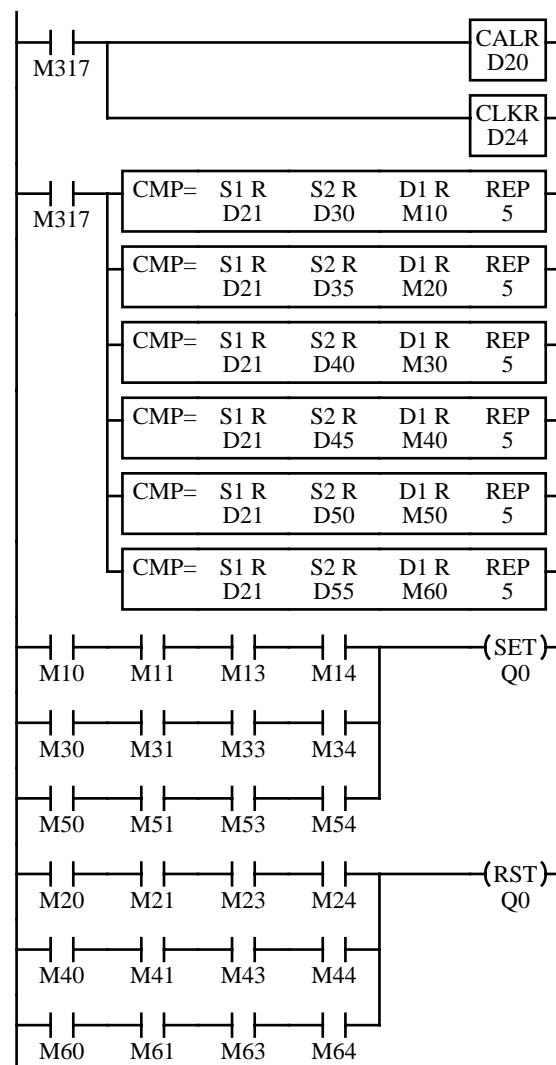 CALR
M317 D20
CLKR
D24
CMP= S1 R S2 R D1 R REP
M317 D21 D30 M10 5
CMP= S1 R S2 R D1 R REP
D21 D35 M20 5
CMP= S1 R S2 R D1 R REP
D21 D40 M30 5
CMP= S1 R S2 R D1 R REP
D21 D45 M40 5
CMP= S1 R S2 R D1 R REP
D21 D50 M50 5
CMP= S1 R S2 R D1 R REP
D21 D55 M60 5
SET
M10 M11 M13 M14 Q0
M30 M31 M33 M34
M50 M51 M53 M54
RST
M20 M21 M23 M24 Q0
M40 M41 M43 M44
M60 M61 M63 M64